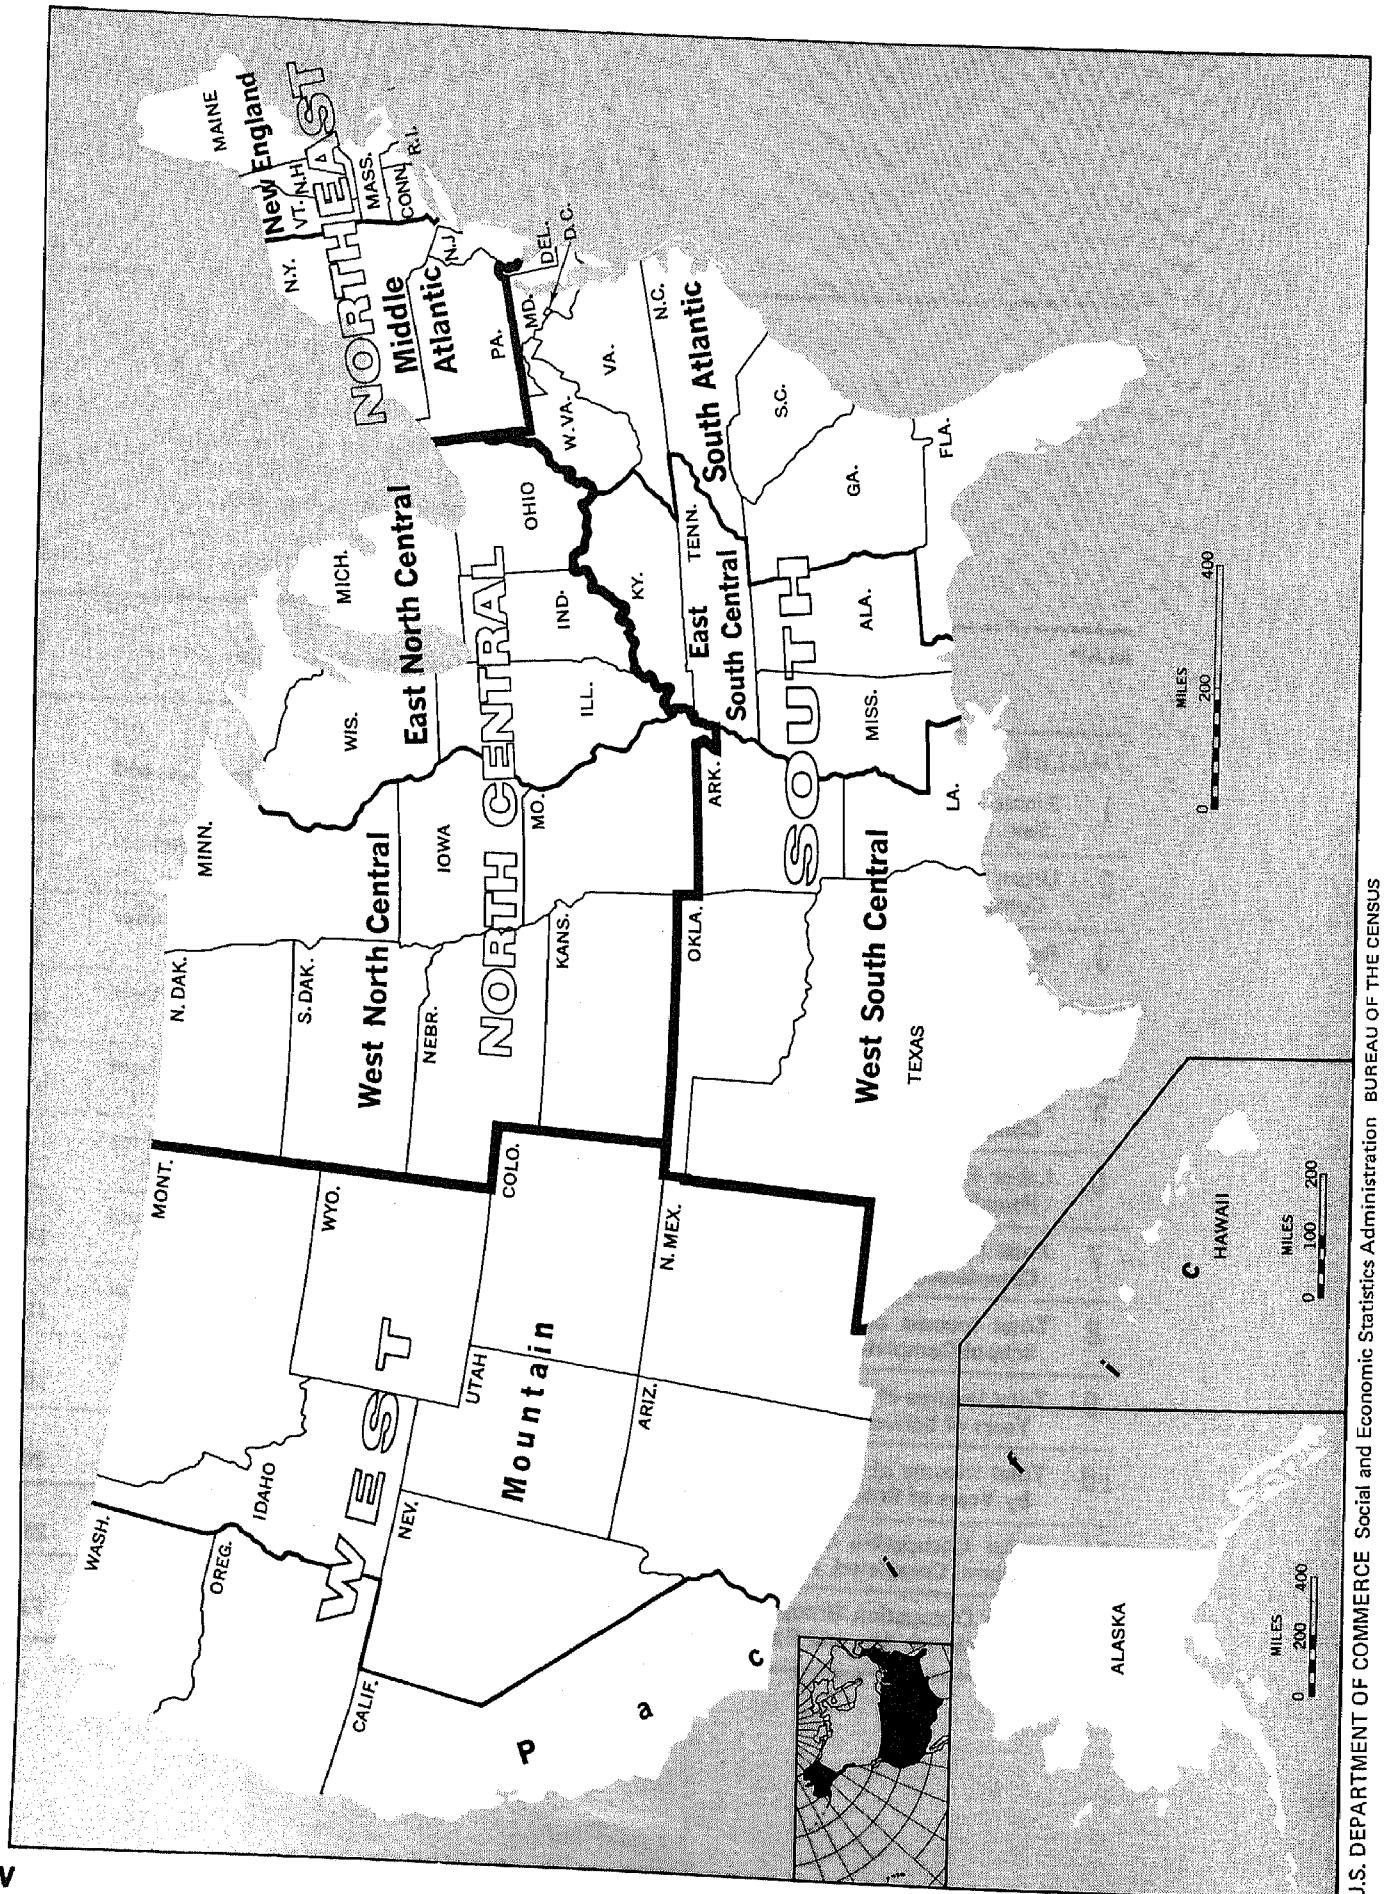 WEST
Mountain
Pacific
WASH.
OREG.
CALIF.
IDAHO
NEV.
MONT.
WYO.
UTAH
COLO.
ARIZ.
N. MEX.
NORTH CENTRAL
West North Central
N. DAK.
S. DAK.
NEBR.
KANS.
MINN.
IOWA
MO.
East North Central
WIS.
MICH.
ILL.
IND.
OHIO
NORTHEAST
New England
MAINE
VT.
N.H.
MASS.
CONN.
R.I.
Middle
Atlantic
N.Y.
PA.
N.J.
SOUTH
West South Central
OKLA.
TEXAS
ARK.
LA.
East
South Central
KY.
TENN.
MISS.
ALA.
South Atlantic
DEL.
D.C.
MD.
W.VA.
VA.
N.C.
S.C.
GA.
FLA.
MILES
0 200 400
ALASKA
MILES
0 200 400
HAWAII
MILES
0 100 200
U.S. DEPARTMENT OF COMMERCE Social and Economic Statistics Administration BUREAU OF THE CENSUS